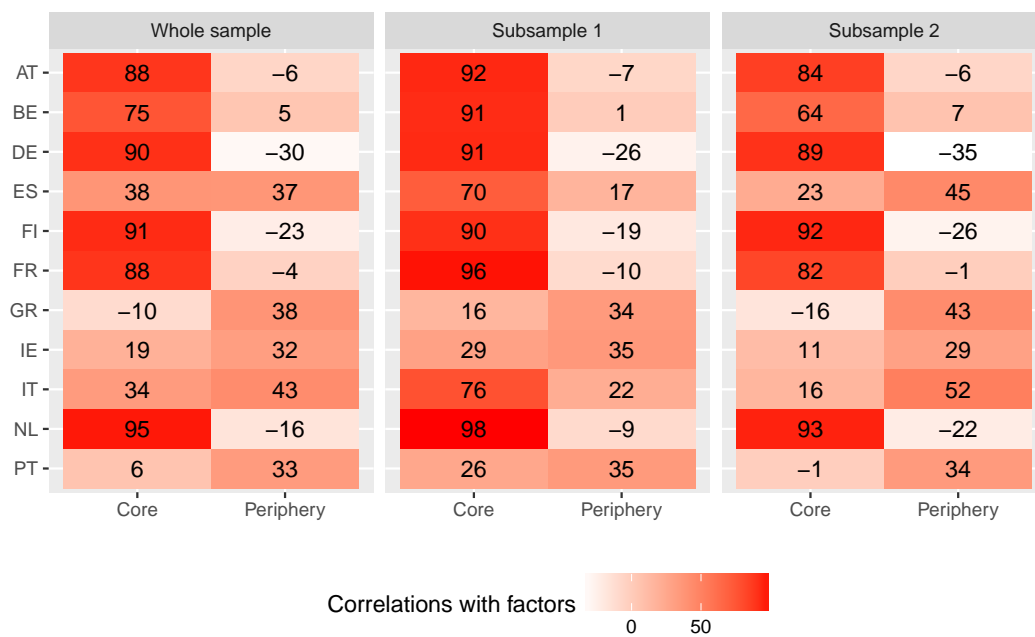 Whole sample Subsample 1 Subsample 2
AT 88 −6 92 −7 84 −6
BE 75 5 91 1 64 7
DE 90 −30 91 −26 89 −35
ES 38 37 70 17 23 45
FI 91 −23 90 −19 92 −26
FR 88 −4 96 −10 82 −1
GR −10 38 16 34 −16 43
IE 19 32 29 35 11 29
IT 34 43 76 22 16 52
NL 95 −16 98 −9 93 −22
PT 6 33 26 35 −1 34
Core Periphery Core Periphery Core Periphery
Correlations with factors
0 50